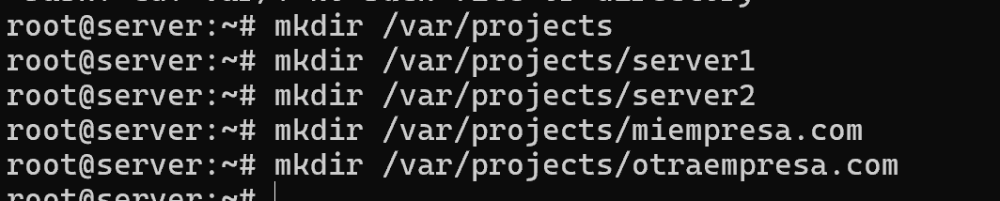 root@server:~# mkdir /var/projects
root@server:~# mkdir /var/projects/server1
root@server:~# mkdir /var/projects/server2
root@server:~# mkdir /var/projects/miempresa.com
root@server:~# mkdir /var/projects/otraempresa.com
root@server:~#